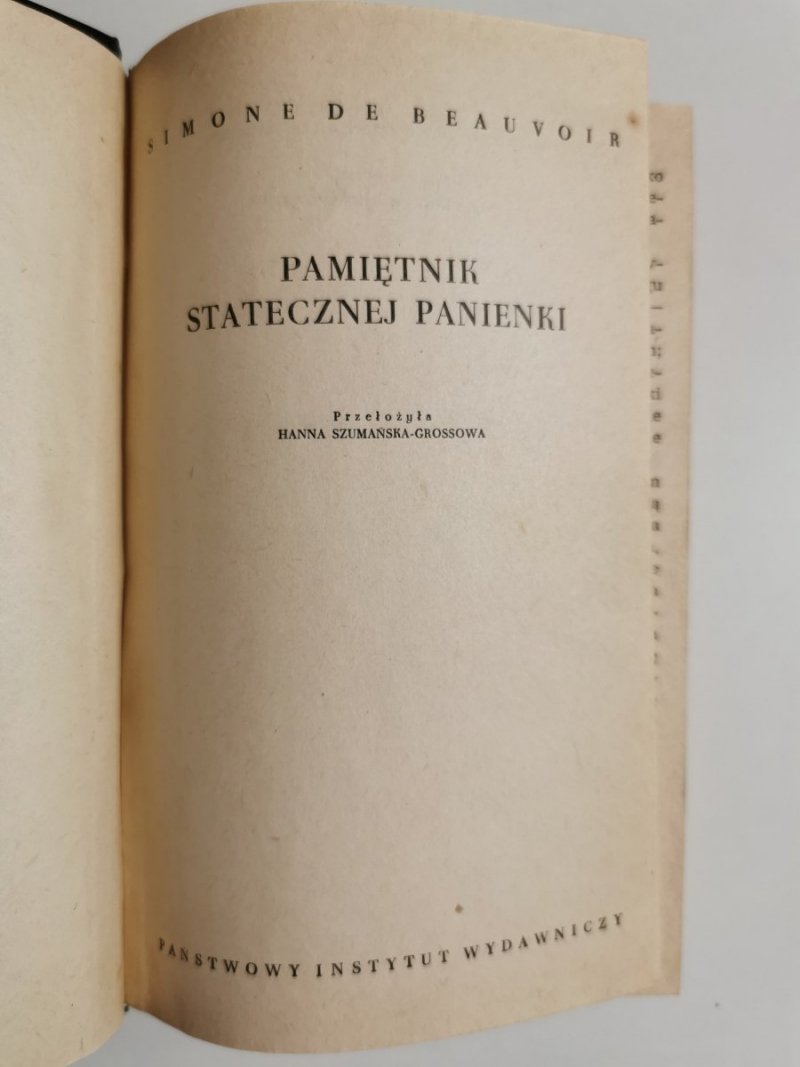 SIMONE DE BEAUVOIR
PAMIĘTNIK
STATECZNEJ PANIENKI
Przełożyła
HANNA SZUMAŃSKA-GROSSOWA
PAŃSTWOWY INSTYTUT WYDAWNICZY